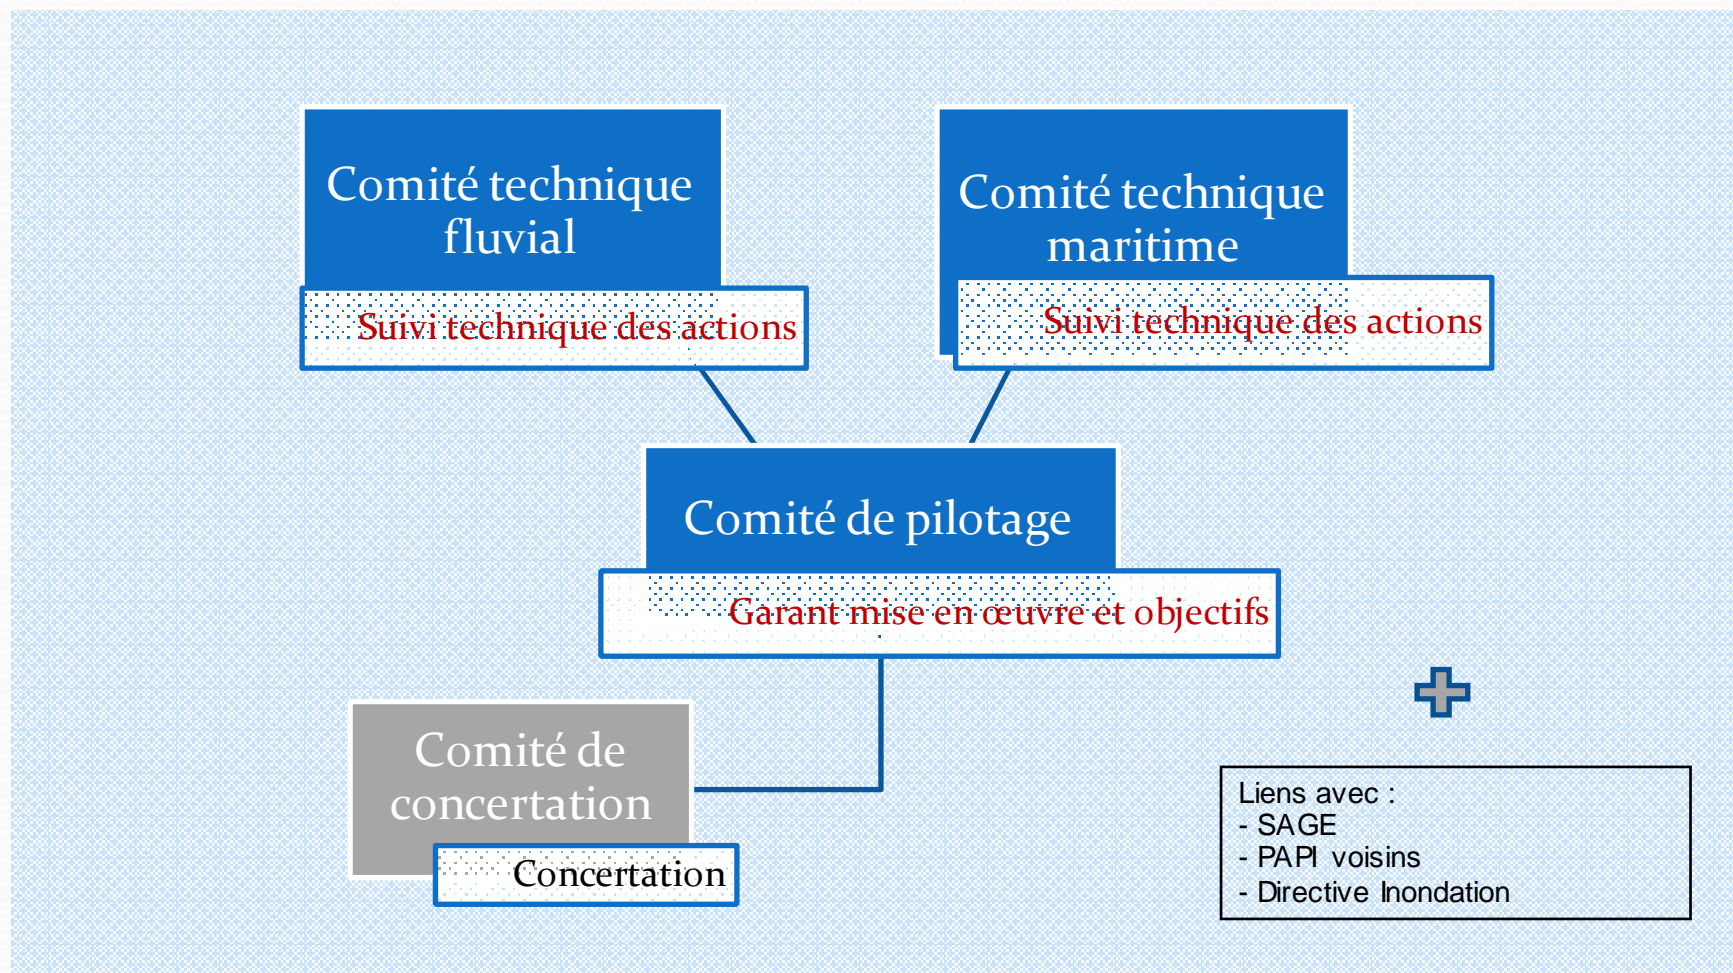 Comité technique
fluvial
Suivi technique des actions
Comité technique
maritime
Suivi technique des actions
Comité de pilotage
Garant mise en œuvre et objectifs
Comité de
concertation
Concertation
Liens avec :
- SAGE
- PAPI voisins
- Directive Inondation